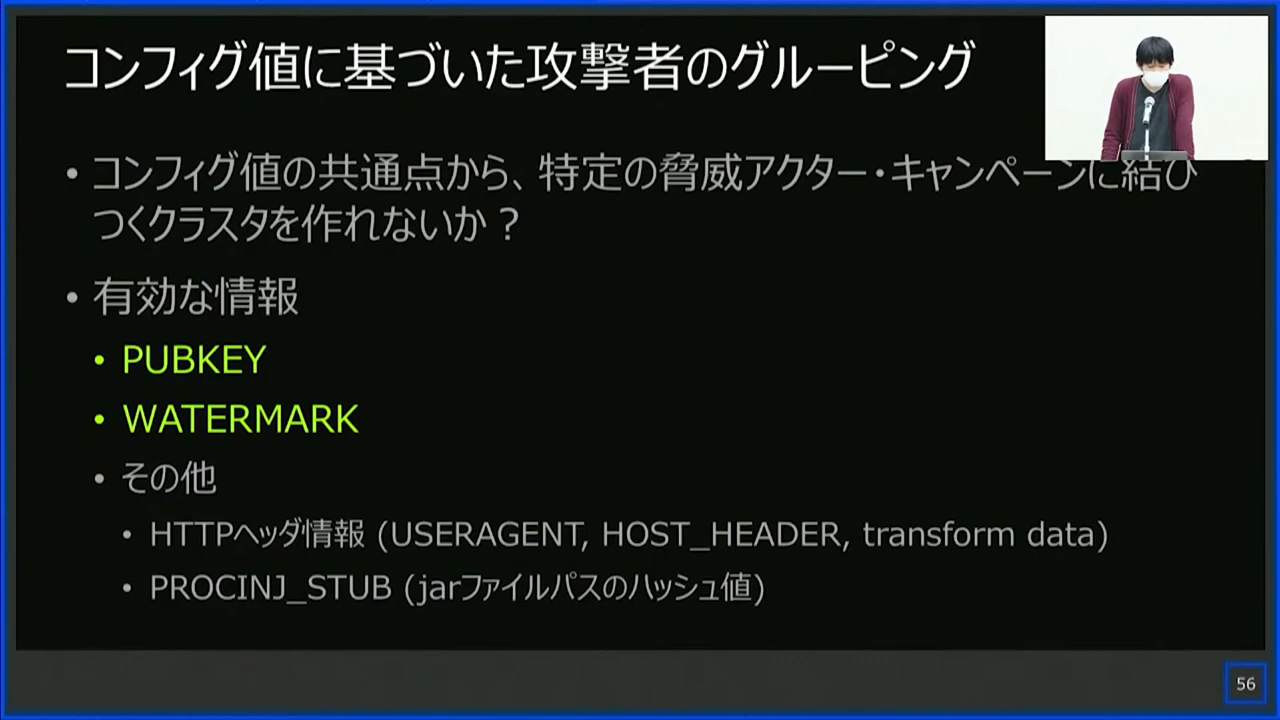 コンフィグ値に基づいた攻撃者のグルーピング
• コンフィグ値の共通点から、特定の脅威アクター・キャンペーンに結び
つくクラスタを作れないか？
• 有効な情報
• PUBKEY
• WATERMARK
• その他
• HTTPヘッダ情報 (USERAGENT, HOST_HEADER, transform data)
• PROCINJ_STUB (jarファイルパスのハッシュ値)
56